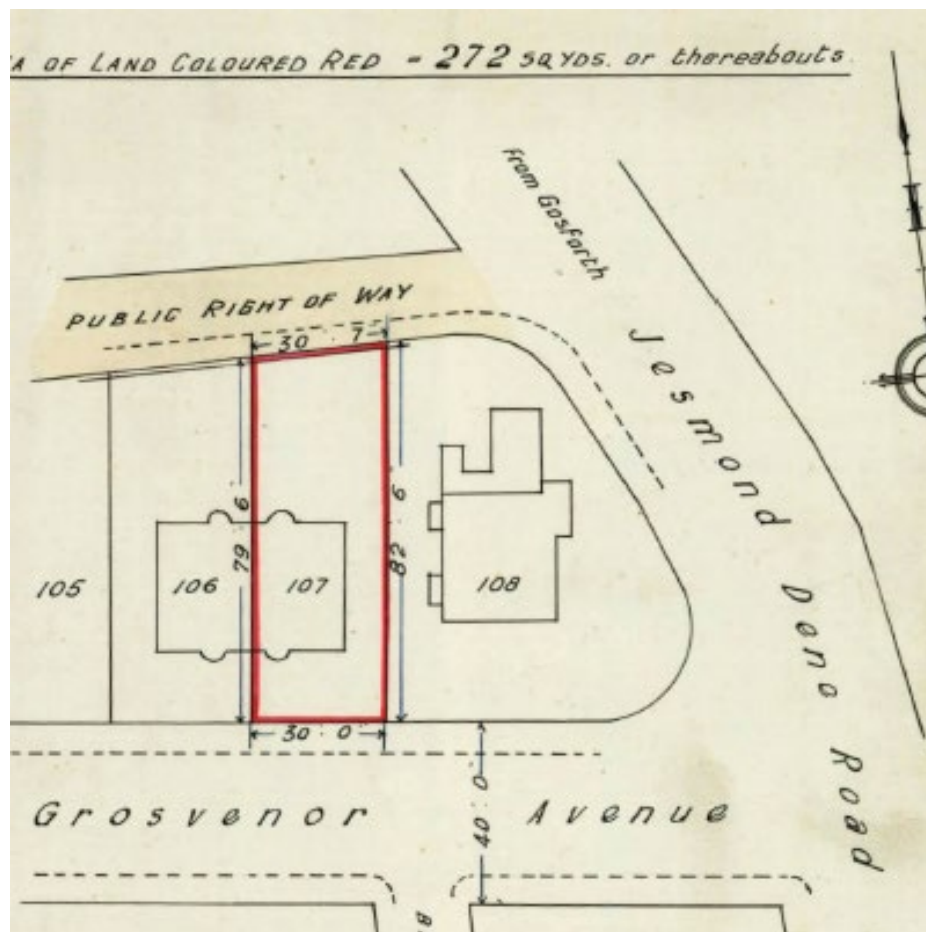 A OF LAND COLOURED RED - 272 SQ YDS. or thereabouts.
from Gosforth
PUBLIC RIGHT OF WAY
30 : 7"
Jesmond Dene Road
79 : 6"
82 : 6"
105
106
107
108
30 : 0"
40 : 0
Grosvenor Avenue